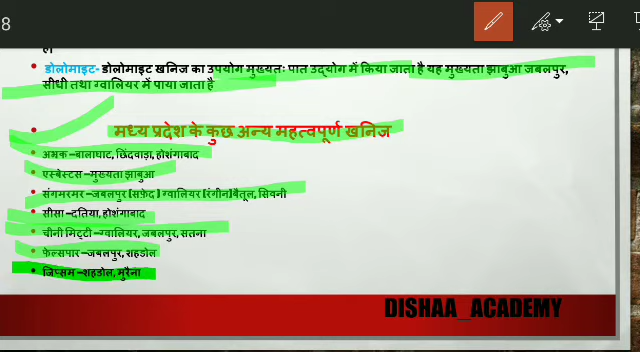 8
डोलोमाइट- डोलोमाइट खनिज का उपयोग मुख्यतः पात उद्योग में किया जाता है यह मुख्यता झाबुआ जबलपुर,
सीधी तथा ग्वालियर में पाया जाता है
मध्य प्रदेश के कुछ अन्य महत्वपूर्ण खनिज
अभ्रक –बालाघाट, छिंदवाड़ा, होशंगाबाद
एस्बेस्टस –मुख्यता झाबुआ
संगमरमर –जबलपुर (सफ़ेद ) ग्वालियर (रंगीन)बैतूल, सिवनी
सीसा –दतिया, होशंगाबाद
चीनी मिट्टी –ग्वालियर, जबलपुर, सतना
फ़ेल्सपार –जबलपुर, शहडोल
जिप्सम –शहडोल, मुरैना
DISHAA_ACADEMY